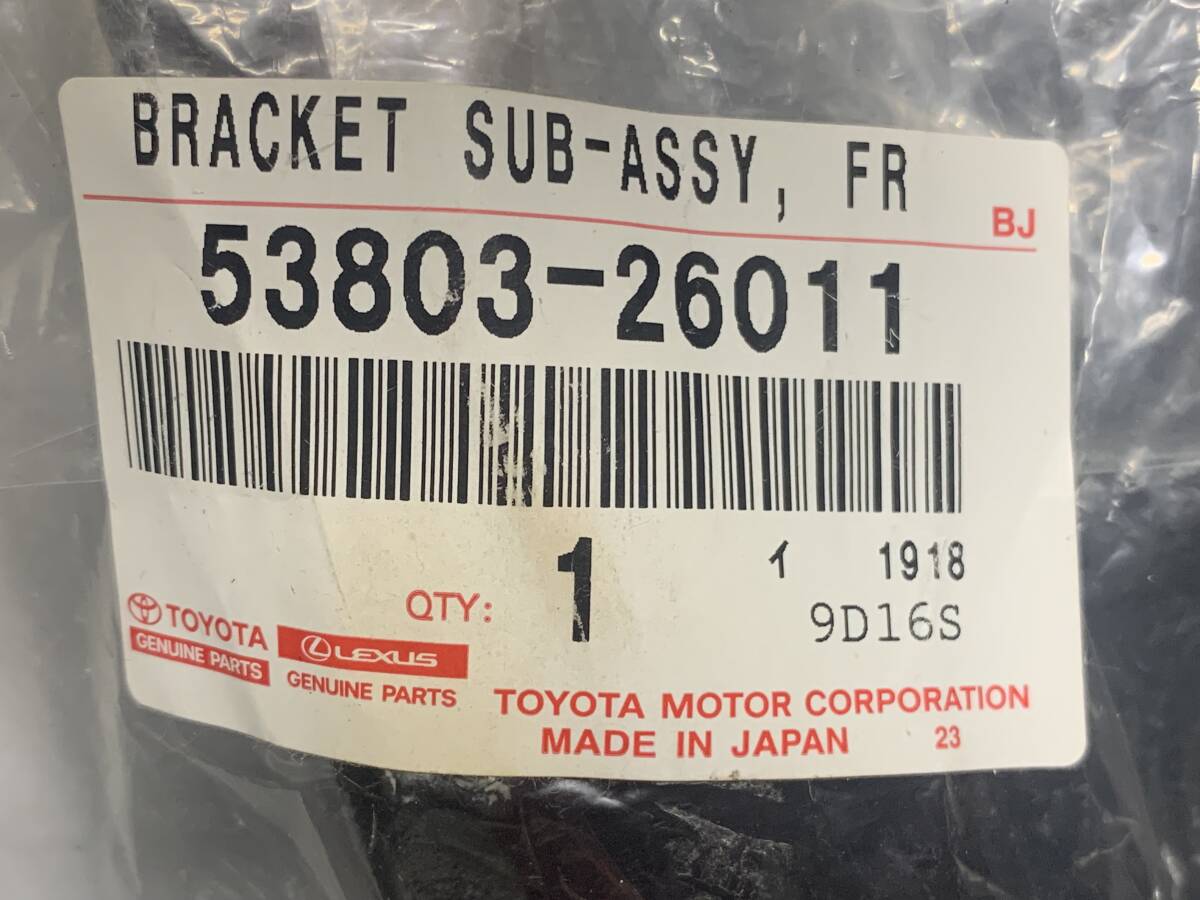 BRACKET SUB-ASSY, FR
BJ
53803-26011
QTY: 1
イ 1918
9D16S
TOYOTA
GENUINE PARTS
LEXUS
GENUINE PARTS
TOYOTA MOTOR CORPORATION
MADE IN JAPAN 23